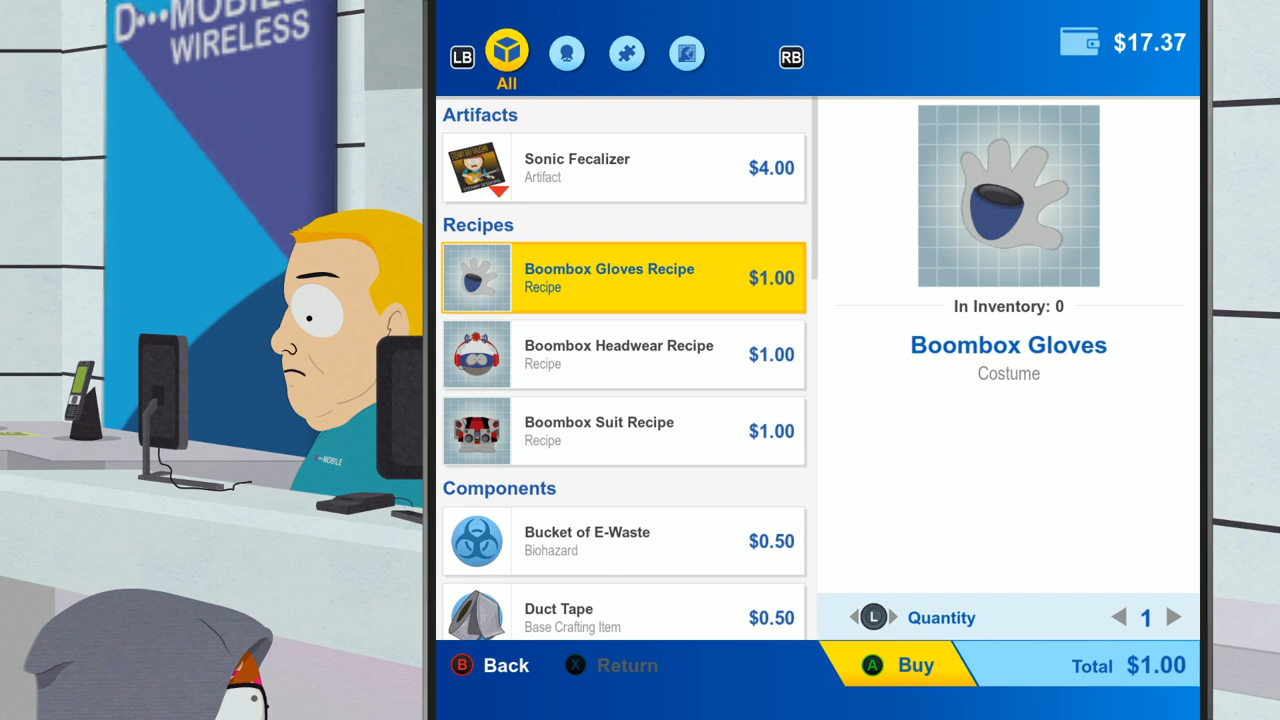 D···MOBILE
WIRELESS
LB
All
RB
$17.37
Artifacts
Sonic Fecalizer
Artifact
$4.00
Recipes
Boombox Gloves Recipe
Recipe
$1.00
Boombox Headwear Recipe
Recipe
$1.00
Boombox Suit Recipe
Recipe
$1.00
Components
Bucket of E-Waste
Biohazard
$0.50
Duct Tape
Base Crafting Item
$0.50
In Inventory: 0
Boombox Gloves
Costume
L Quantity 1
B Back
X Return
A Buy
Total $1.00
D···MOBILE